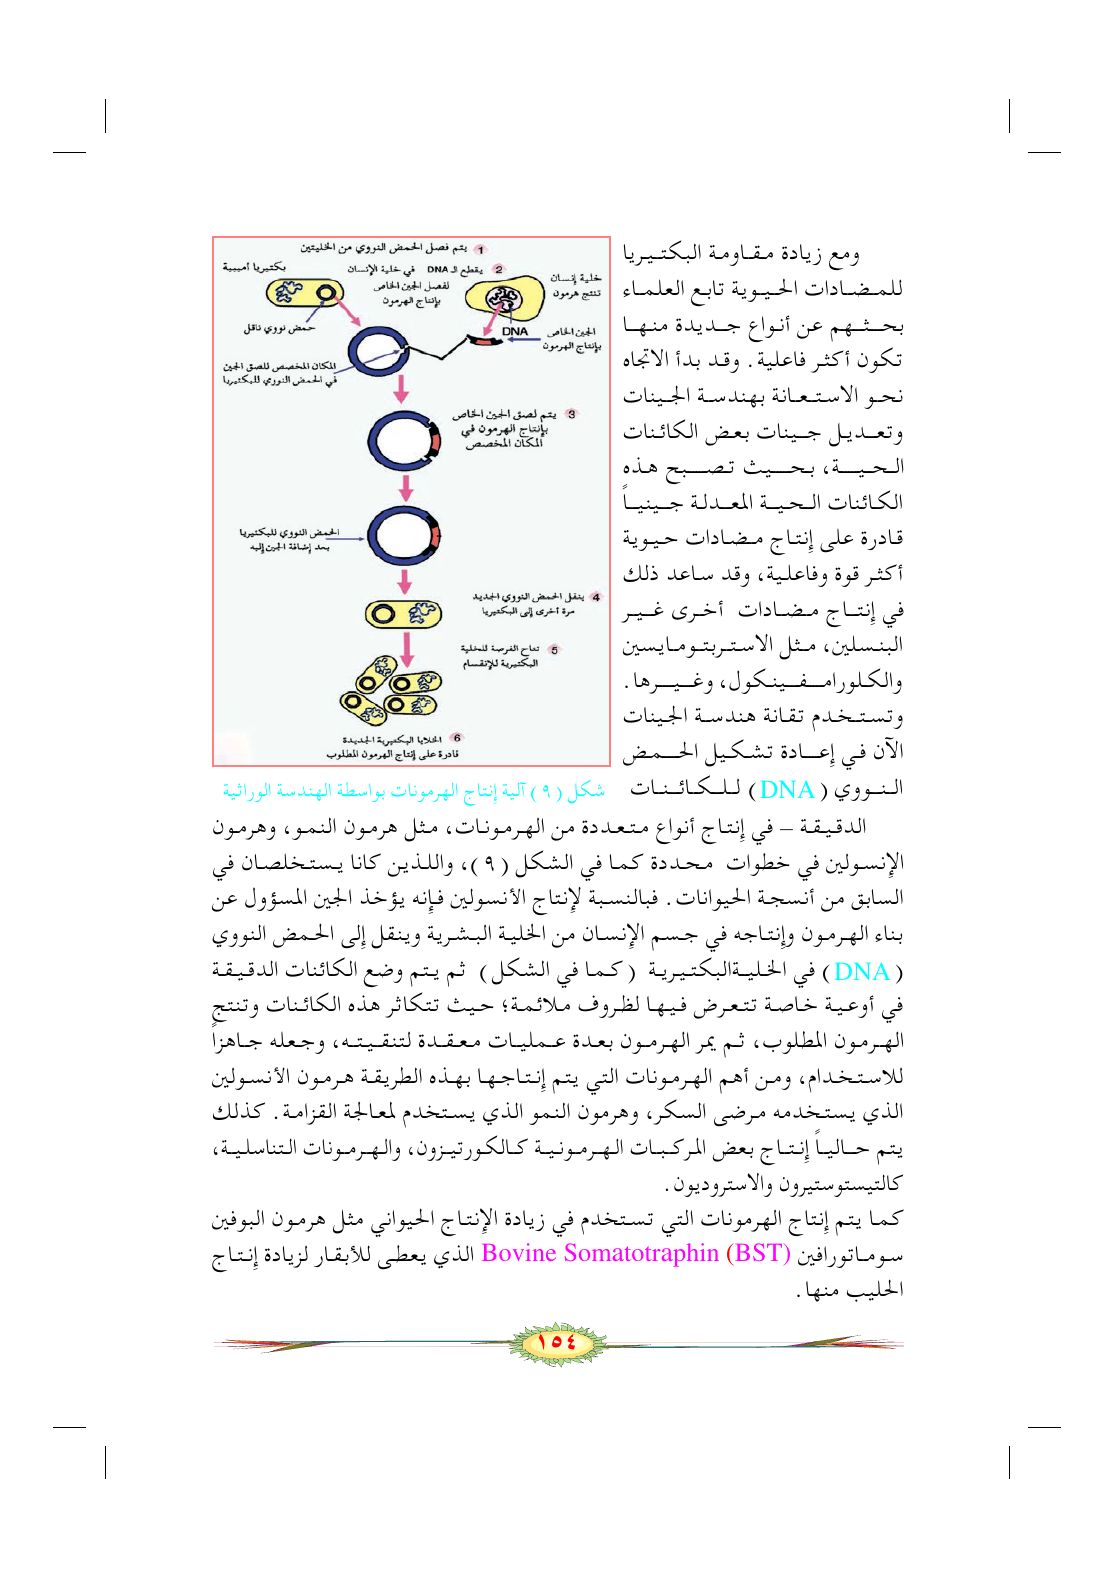 ومع زيادة مقاومة البكتيريا
للمضادات الحيوية تابع العلماء
بحثهم عن أنواع جديدة منها
تكون أكثر فاعلية. وقد بدأ الاتجاه
نحو الاستعانة بهندسة الجينات
وتعديل جينات بعض الكائنات
الحية، بحيث تصبح هذه
الكائنات الحية المعدلة جينياً
قادرة على إنتاج مضادات حيوية
أكثر قوة وفاعلية، وقد ساعد ذلك
في إنتاج مضادات أخرى غير
البنسلين، مثل الاستربتومايسين
والكلورامفينكول، وغيرها.
وتستخدم تقانة هندسة الجينات
الآن في إعادة تشكيل الحمض
النووي (DNA) للكائنات
1 يتم فصل الحمض النووي من الخليتين
2 يقطع الـ DNA في خلية الإنسان
لفصل الجين الخاص
بإنتاج الهرمون
بكتيريا أميبية
خلية إنسان
تنتج هرمون
حمض نووي ناقل
DNA
الجين الخاص
بإنتاج الهرمون
المكان المخصص للصق الجين
في الحمض النووي للبكتيريا
3 يتم لصق الجين الخاص
بإنتاج الهرمون في
المكان المخصص
الحمض النووي للبكتيريا
بعد إضافة الجين إليه
4 ينقل الحمض النووي الجديد
مرة أخرى إلى البكتيريا
5 تتاح الفرصة للخلية
البكتيرية للإنقسام
6 الخلايا البكتيرية الجديدة
قادرة على إنتاج الهرمون المطلوب
شكل (٩) آلية إنتاج الهرمونات بواسطة الهندسة الوراثية
الدقيقة – في إنتاج أنواع متعددة من الهرمونات، مثل هرمون النمو، وهرمون
الإنسولين في خطوات محددة كما في الشكل (٩)، واللذين كانا يستخلصان في
السابق من أنسجة الحيوانات. فبالنسبة لإنتاج الأنسولين فإنه يؤخذ الجين المسؤول عن
بناء الهرمون وإنتاجه في جسم الإنسان من الخلية البشرية وينقل إلى الحمض النووي
(DNA) في الخليةالبكتيرية (كما في الشكل) ثم يتم وضع الكائنات الدقيقة
في أوعية خاصة تتعرض فيها لظروف ملائمة؛ حيث تتكاثر هذه الكائنات وتنتج
الهرمون المطلوب، ثم يمر الهرمون بعدة عمليات معقدة لتنقيته، وجعله جاهزاً
للاستخدام، ومن أهم الهرمونات التي يتم إنتاجها بهذه الطريقة هرمون الأنسولين
الذي يستخدمه مرضى السكر، وهرمون النمو الذي يستخدم لمعالجة القزامة. كذلك
يتم حالياً إنتاج بعض المركبات الهرمونية كالكورتيزون، والهرمونات التناسلية،
كالتيستوستيرون والاستروديون.
كما يتم إنتاج الهرمونات التي تستخدم في زيادة الإنتاج الحيواني مثل هرمون البوفين
سوماتورافين Bovine Somatotraphin (BST) الذي يعطى للأبقار لزيادة إنتاج
الحليب منها.
١٥٤